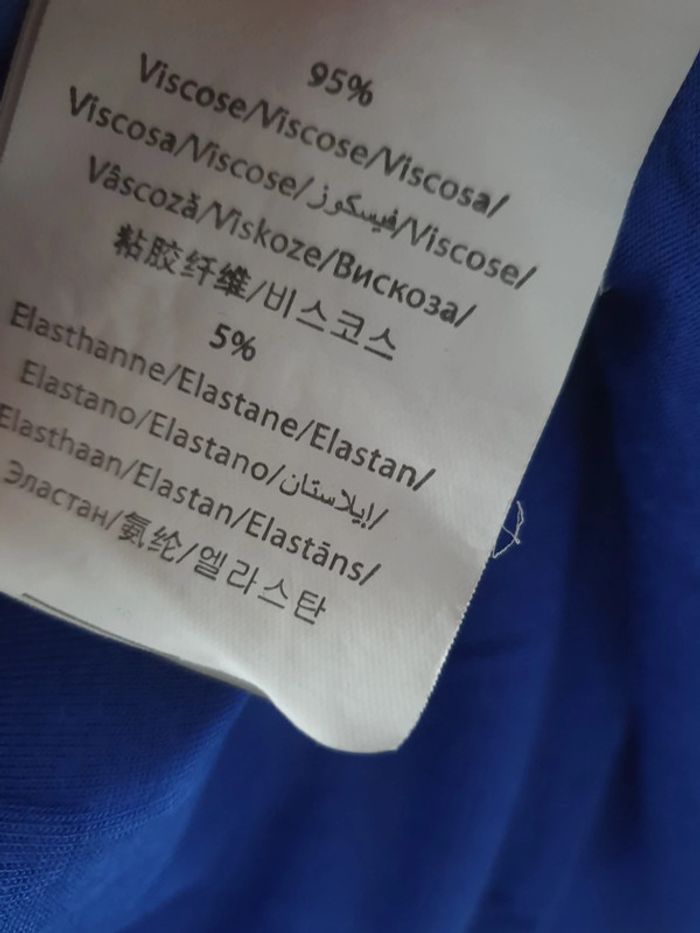 95%
Viscose/Viscose/Viscosa/
Viscosa/Viscose/فيسكوز/Viscose/
Vâscoză/Viskoze/Вискоза/
粘胶纤维/비스코스
5%
Elasthanne/Elastane/Elastan/
Elastano/Elastano/إيلاستان/
Elasthaan/Elastan/Elastāns/
Эластан/氨纶/엘라스탄